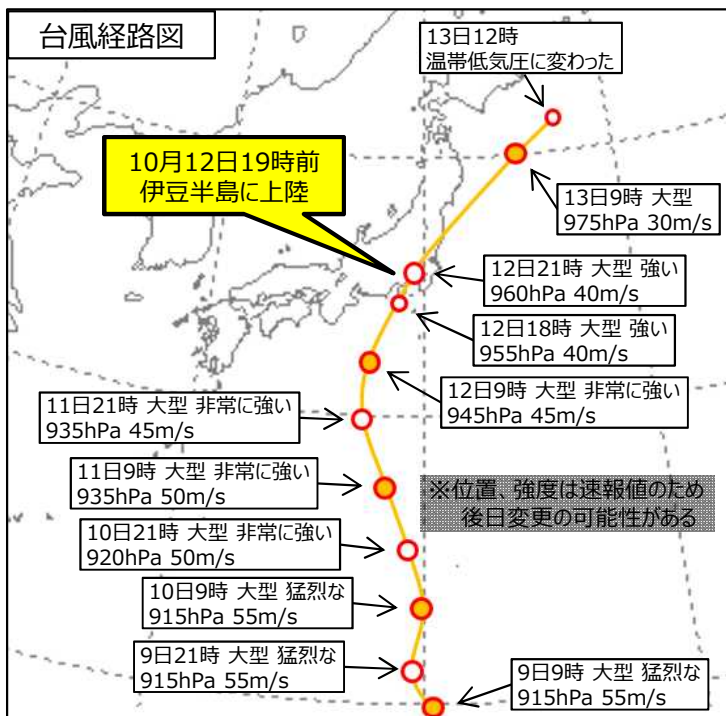 台風経路図
13日12時
温帯低気圧に変わった
10月12日19時前
伊豆半島に上陸
13日9時 大型
975hPa 30m/s
12日21時 大型 強い
960hPa 40m/s
12日18時 大型 強い
955hPa 40m/s
12日9時 大型 非常に強い
945hPa 45m/s
11日21時 大型 非常に強い
935hPa 45m/s
11日9時 大型 非常に強い
935hPa 50m/s
※位置、強度は速報値のため
後日変更の可能性がある
10日21時 大型 非常に強い
920hPa 50m/s
10日9時 大型 猛烈な
915hPa 55m/s
9日21時 大型 猛烈な
915hPa 55m/s
9日9時 大型 猛烈な
915hPa 55m/s